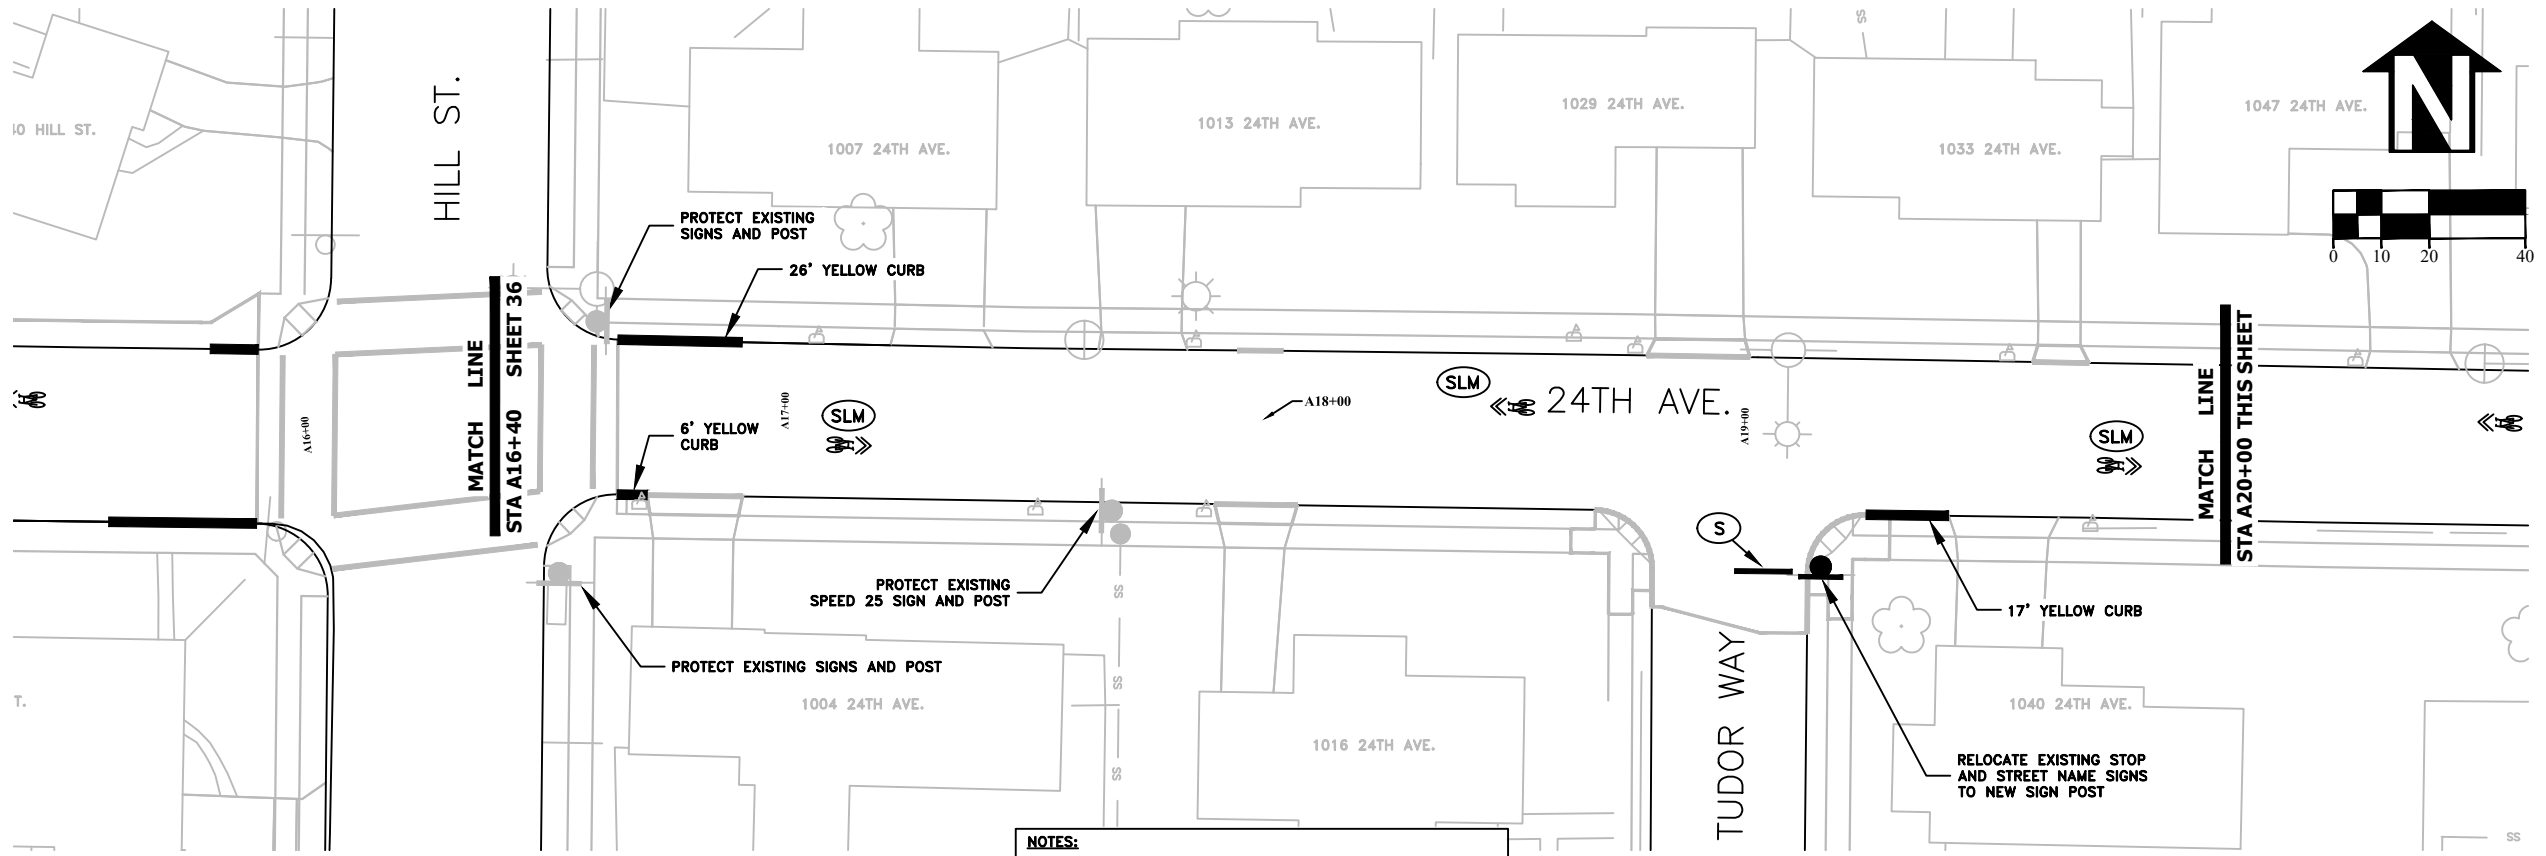 HILL ST.
40 HILL ST.
1007 24TH AVE.
1013 24TH AVE.
1029 24TH AVE.
1033 24TH AVE.
1047 24TH AVE.
N
0 10 20 40
SS
PROTECT EXISTING
SIGNS AND POST
26' YELLOW CURB
MATCH LINE
STA A16+40 SHEET 36
A16+00
A17+00
SLM
6' YELLOW
CURB
A18+00
SLM
24TH AVE.
A19+00
SLM
MATCH LINE
STA A20+00 THIS SHEET
S
PROTECT EXISTING
SPEED 25 SIGN AND POST
SS
17' YELLOW CURB
PROTECT EXISTING SIGNS AND POST
SS
T.
1004 24TH AVE.
1016 24TH AVE.
TUDOR WAY
1040 24TH AVE.
SS
RELOCATE EXISTING STOP
AND STREET NAME SIGNS
TO NEW SIGN POST
SS
NOTES: